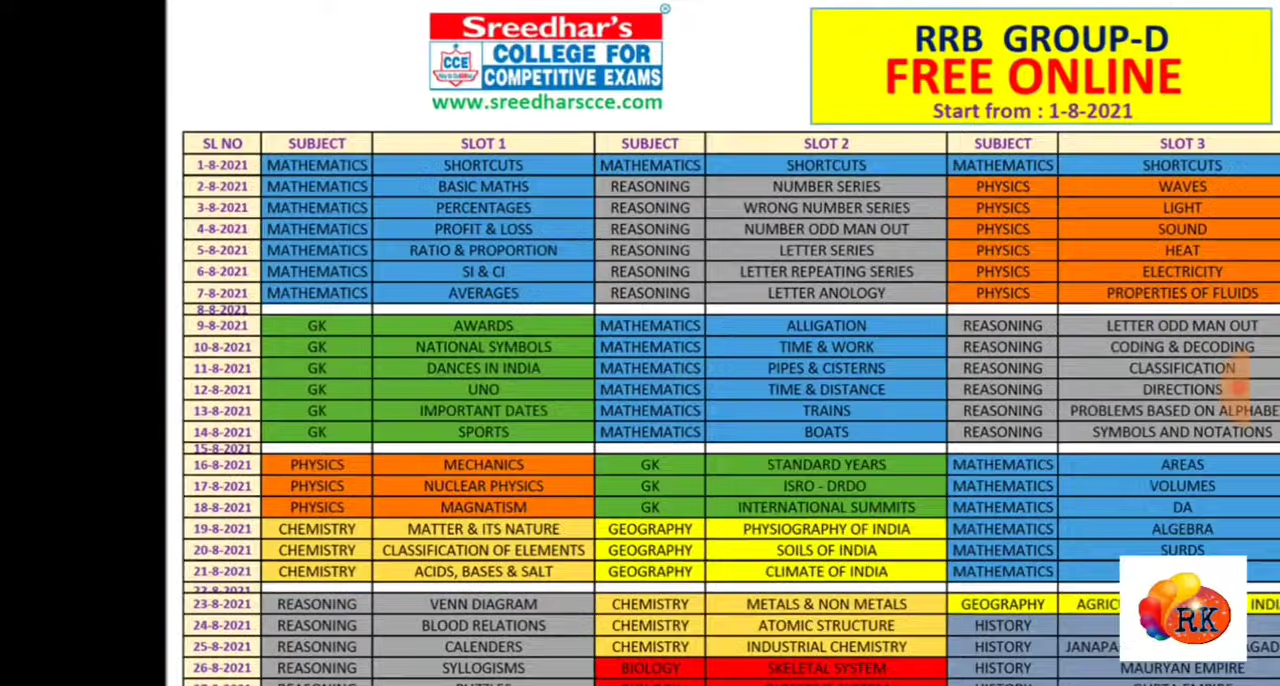 Sreedhar's ®
CCE COLLEGE FOR
COMPETITIVE EXAMS
www.sreedharscce.com
RRB GROUP-D
FREE ONLINE
Start from : 1-8-2021
SL NO SUBJECT SLOT 1 SUBJECT SLOT 2 SUBJECT SLOT 3
1-8-2021 MATHEMATICS SHORTCUTS MATHEMATICS SHORTCUTS MATHEMATICS SHORTCUTS
2-8-2021 MATHEMATICS BASIC MATHS REASONING NUMBER SERIES PHYSICS WAVES
3-8-2021 MATHEMATICS PERCENTAGES REASONING WRONG NUMBER SERIES PHYSICS LIGHT
4-8-2021 MATHEMATICS PROFIT & LOSS REASONING NUMBER ODD MAN OUT PHYSICS SOUND
5-8-2021 MATHEMATICS RATIO & PROPORTION REASONING LETTER SERIES PHYSICS HEAT
6-8-2021 MATHEMATICS SI & CI REASONING LETTER REPEATING SERIES PHYSICS ELECTRICITY
7-8-2021 MATHEMATICS AVERAGES REASONING LETTER ANOLOGY PHYSICS PROPERTIES OF FLUIDS
8-8-2021
9-8-2021 GK AWARDS MATHEMATICS ALLIGATION REASONING LETTER ODD MAN OUT
10-8-2021 GK NATIONAL SYMBOLS MATHEMATICS TIME & WORK REASONING CODING & DECODING
11-8-2021 GK DANCES IN INDIA MATHEMATICS PIPES & CISTERNS REASONING CLASSIFICATION
12-8-2021 GK UNO MATHEMATICS TIME & DISTANCE REASONING DIRECTIONS
13-8-2021 GK IMPORTANT DATES MATHEMATICS TRAINS REASONING PROBLEMS BASED ON ALPHABE
14-8-2021 GK SPORTS MATHEMATICS BOATS REASONING SYMBOLS AND NOTATIONS
15-8-2021
16-8-2021 PHYSICS MECHANICS GK STANDARD YEARS MATHEMATICS AREAS
17-8-2021 PHYSICS NUCLEAR PHYSICS GK ISRO - DRDO MATHEMATICS VOLUMES
18-8-2021 PHYSICS MAGNATISM GK INTERNATIONAL SUMMITS MATHEMATICS DA
19-8-2021 CHEMISTRY MATTER & ITS NATURE GEOGRAPHY PHYSIOGRAPHY OF INDIA MATHEMATICS ALGEBRA
20-8-2021 CHEMISTRY CLASSIFICATION OF ELEMENTS GEOGRAPHY SOILS OF INDIA MATHEMATICS SURDS
21-8-2021 CHEMISTRY ACIDS, BASES & SALT GEOGRAPHY CLIMATE OF INDIA MATHEMATICS
22-8-2021
23-8-2021 REASONING VENN DIAGRAM CHEMISTRY METALS & NON METALS GEOGRAPHY AGRIC INDI
24-8-2021 REASONING BLOOD RELATIONS CHEMISTRY ATOMIC STRUCTURE HISTORY
25-8-2021 REASONING CALENDERS CHEMISTRY INDUSTRIAL CHEMISTRY HISTORY JANAPA AGAD
26-8-2021 REASONING SYLLOGISMS BIOLOGY SKELETAL SYSTEM HISTORY MAURYAN EMPIRE
RK